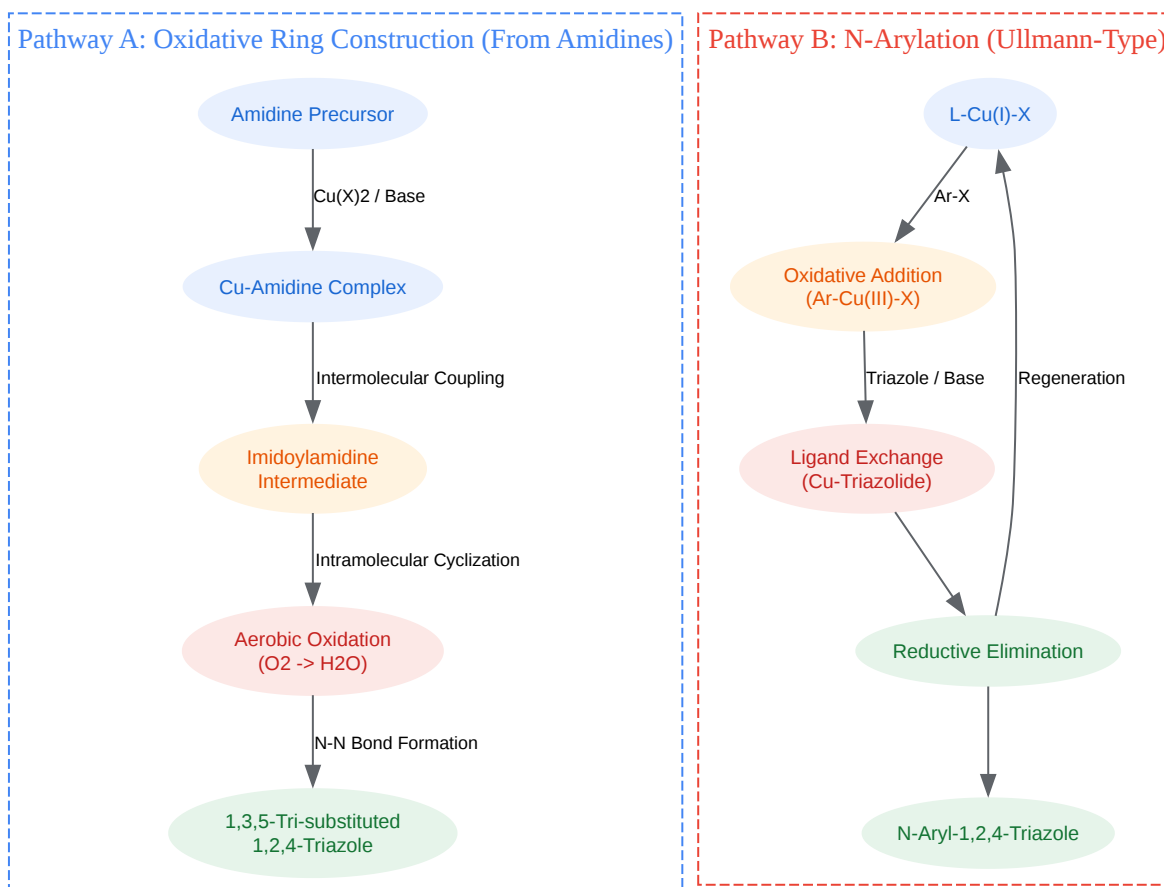 Pathway A: Oxidative Ring Construction (From Amidines)
Amidine Precursor
Cu(X)2 / Base
Cu-Amidine Complex
Intermolecular Coupling
Imidoylamidine
Intermediate
Intramolecular Cyclization
Aerobic Oxidation
(O2 -> H2O)
N-N Bond Formation
1,3,5-Tri-substituted
1,2,4-Triazole
Pathway B: N-Arylation (Ullmann-Type)
L-Cu(I)-X
Ar-X
Oxidative Addition
(Ar-Cu(III)-X)
Triazole / Base
Regeneration
Ligand Exchange
(Cu-Triazolide)
Reductive Elimination
N-Aryl-1,2,4-Triazole